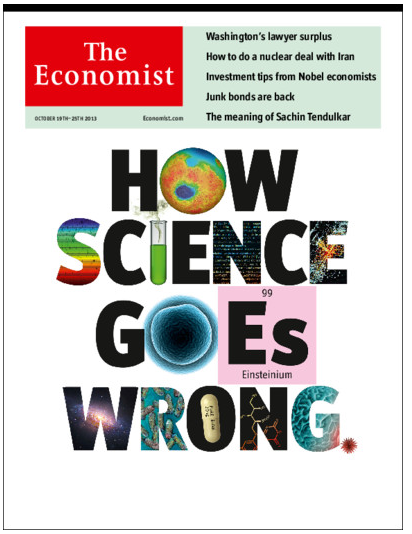 The
Economist
Washington's lawyer surplus
How to do a nuclear deal with Iran
Investment tips from Nobel economists
Junk bonds are back
The meaning of Sachin Tendulkar
OCTOBER 19TH–25TH 2013 Economist.com
HOW
SCIENCE
99
GOEs
Einsteinium
WRONG.